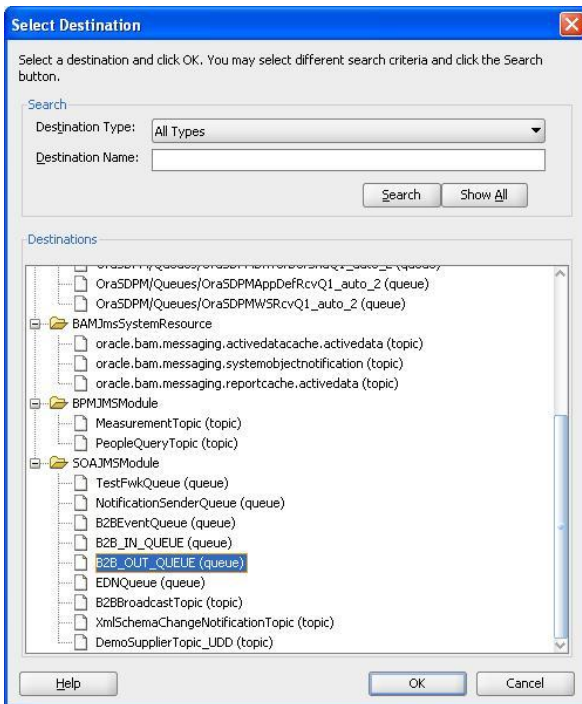 Select Destination
Select a destination and click OK. You may select different search criteria and click the Search
button.
Search
Destination Type:
All Types
Destination Name:
Search
Show All
Destinations
OraSDPM/Queues/OraSDPMAppDefRcvQ1_auto_2 (queue)
OraSDPM/Queues/OraSDPMWSRcvQ1_auto_2 (queue)
BAMJmsSystemResource
oracle.bam.messaging.activedatacache.activedata (topic)
oracle.bam.messaging.systemobjectnotification (topic)
oracle.bam.messaging.reportcache.activedata (topic)
BPMJMSModule
MeasurementTopic (topic)
PeopleQueryTopic (topic)
SOAJMSModule
TestFwkQueue (queue)
NotificationSenderQueue (queue)
B2BEventQueue (queue)
B2B_IN_QUEUE (queue)
B2B_OUT_QUEUE (queue)
EDNQueue (queue)
B2BBroadcastTopic (topic)
XmlSchemaChangeNotificationTopic (topic)
DemoSupplierTopic_UDD (topic)
Help
OK
Cancel